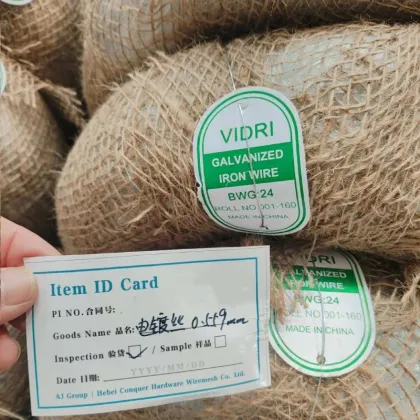 VIDRI
GALVANIZED
IRON WIRE
BWG:24
ROLL NO.001-160
MADE IN CHINA
GALVANIZED
IRON WIRE
BWG:24
ROLL NO.001-160
MADE IN CHINA
Item ID Card
PI NO.合同号:
Goods Name 品名: 电镀丝 0.559mm
Inspection 验货 / Sample 样品
Date 日期: YYYY/MM/DD
AJ Group / Hebei Conquer Hardware Wiremesh Co. Ltd.